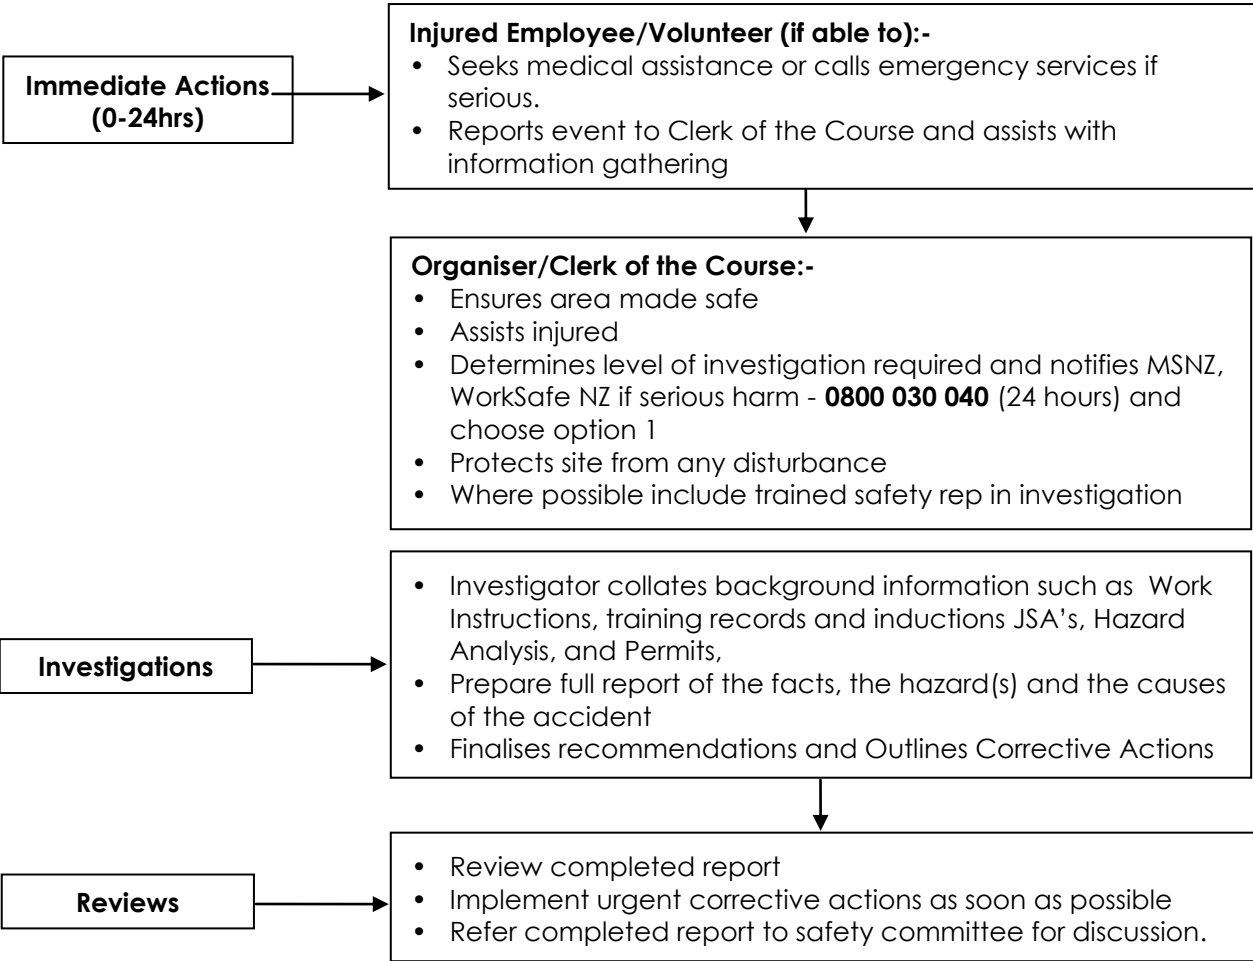 Immediate Actions
(0-24hrs)
Injured Employee/Volunteer (if able to):-
• Seeks medical assistance or calls emergency services if
serious.
• Reports event to Clerk of the Course and assists with
information gathering
Organiser/Clerk of the Course:-
• Ensures area made safe
• Assists injured
• Determines level of investigation required and notifies MSNZ,
WorkSafe NZ if serious harm - 0800 030 040 (24 hours) and
choose option 1
• Protects site from any disturbance
• Where possible include trained safety rep in investigation
Investigations
• Investigator collates background information such as Work
Instructions, training records and inductions JSA's, Hazard
Analysis, and Permits,
• Prepare full report of the facts, the hazard(s) and the causes
of the accident
• Finalises recommendations and Outlines Corrective Actions
Reviews
• Review completed report
• Implement urgent corrective actions as soon as possible
• Refer completed report to safety committee for discussion.